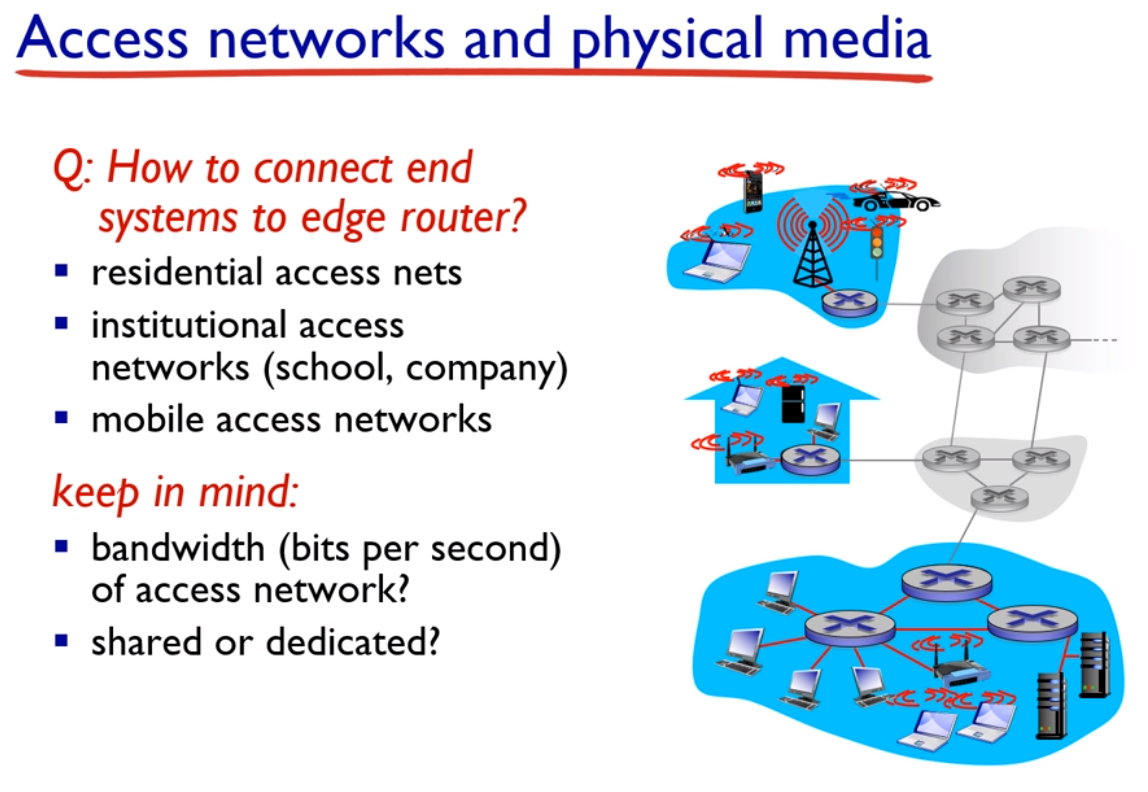 Access networks and physical media
Q: How to connect end
systems to edge router?
▪ residential access nets
▪ institutional access
networks (school, company)
▪ mobile access networks
keep in mind:
▪ bandwidth (bits per second)
of access network?
▪ shared or dedicated?